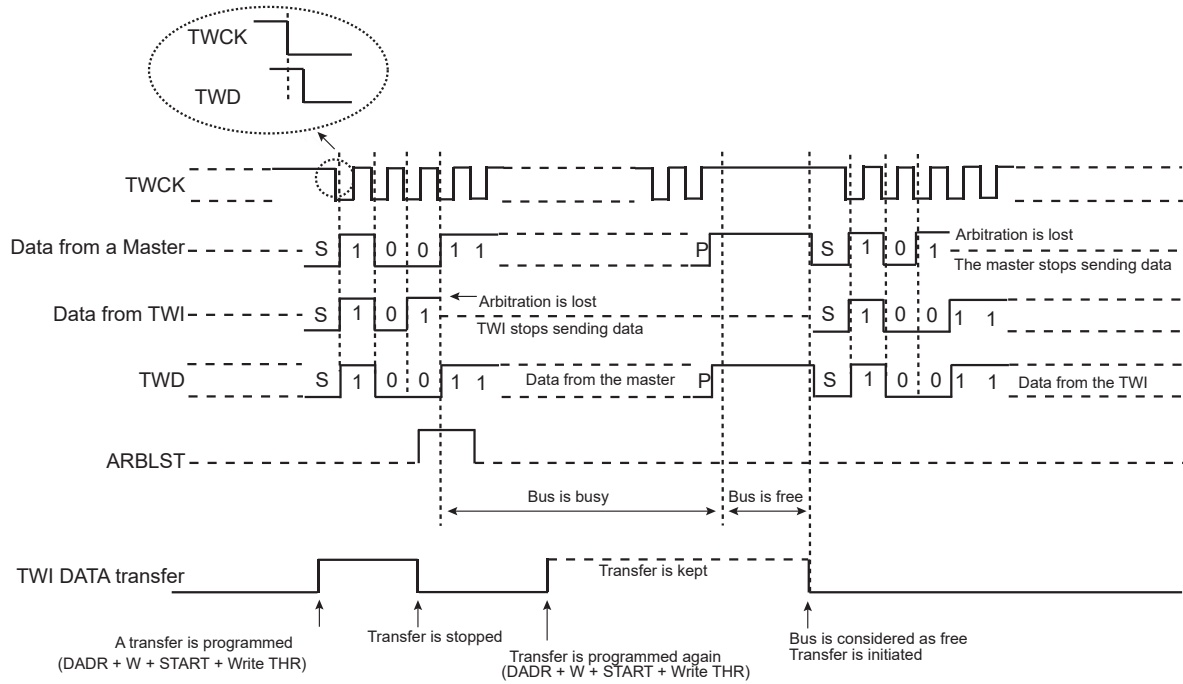 TWCK
TWD
TWCK
Data from a Master
S 1 0 0 1 1
P
S 1 0 1
Arbitration is lost
The master stops sending data
Data from TWI
S 1 0 1
Arbitration is lost
TWI stops sending data
S 1 0 0 1 1
TWD
S 1 0 0 1 1
Data from the master
P
S 1 0 0 1 1
Data from the TWI
ARBLST
Bus is busy
Bus is free
TWI DATA transfer
Transfer is kept
A transfer is programmed
(DADR + W + START + Write THR)
Transfer is stopped
Transfer is programmed again
(DADR + W + START + Write THR)
Bus is considered as free
Transfer is initiated